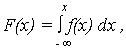 F(x) = ∫_{-∞}^{x} f(x) dx ,